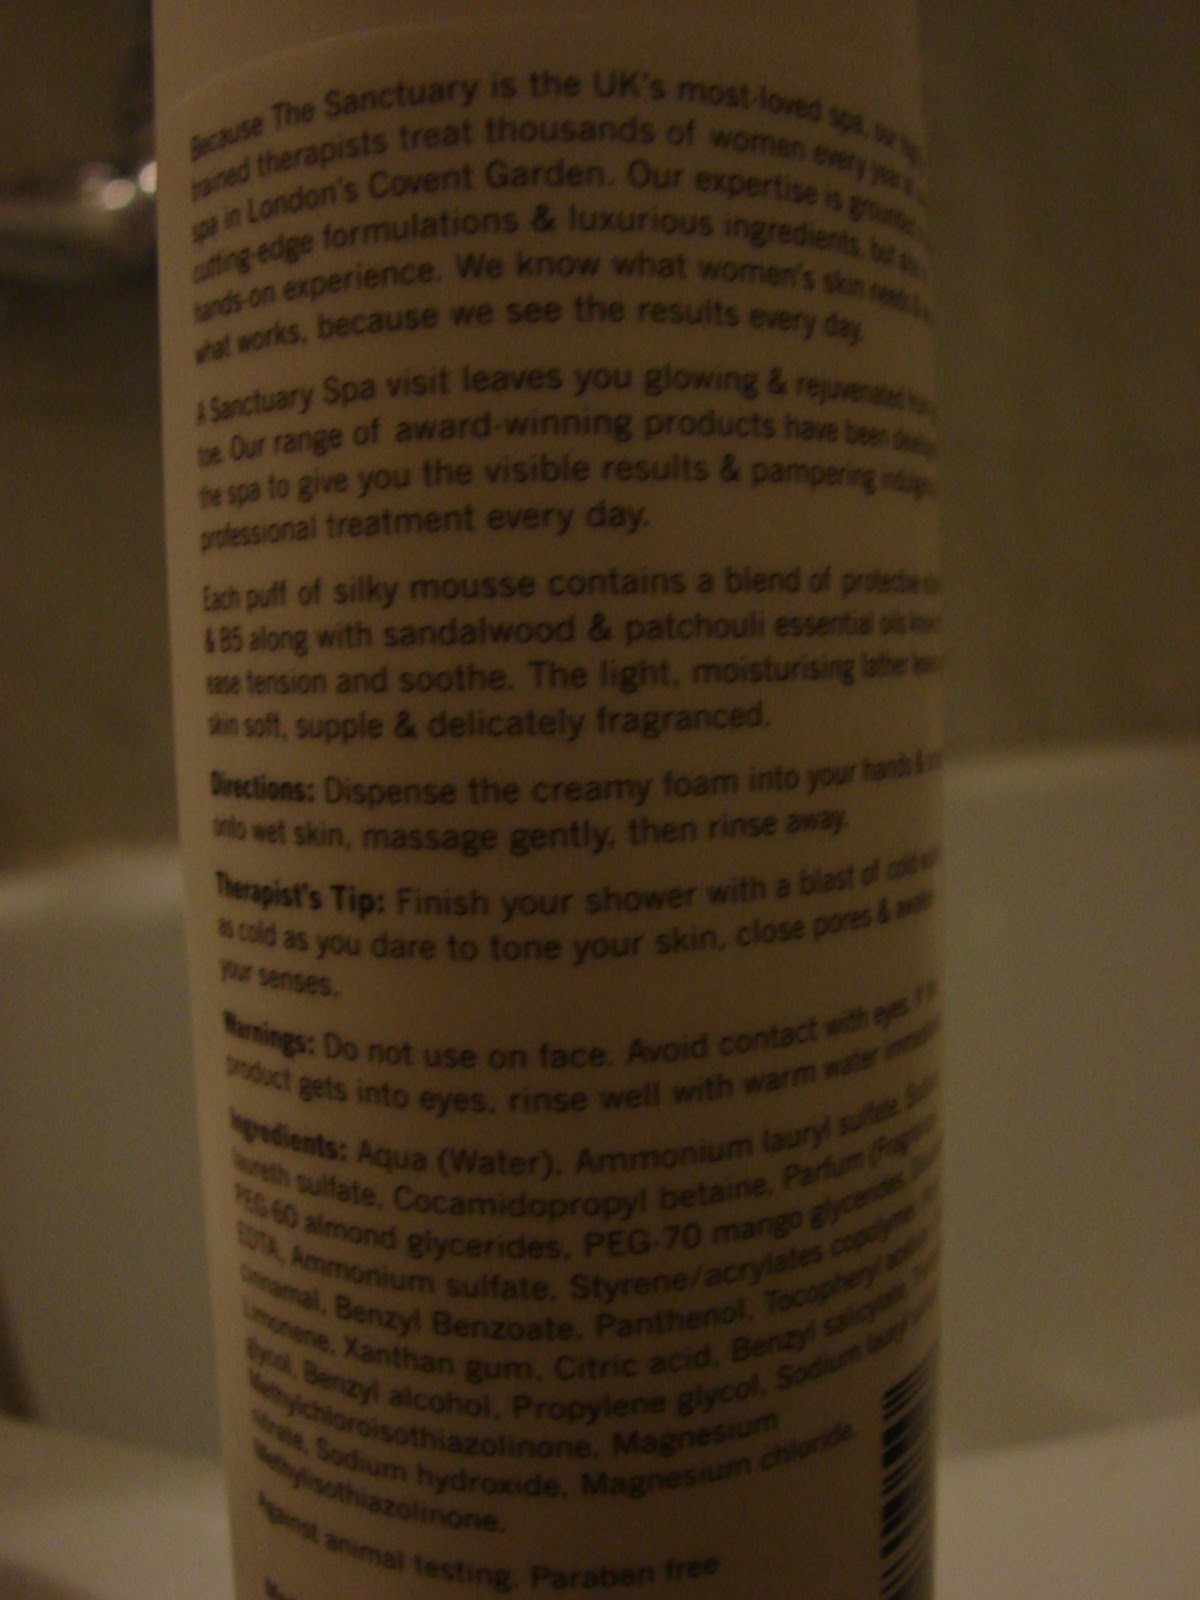 Because The Sanctuary is the UK's most-loved spa, our
trained therapists treat thousands of women every year
spa in London's Covent Garden. Our expertise is grounded
cutting-edge formulations & luxurious ingredients, but also
hands-on experience. We know what women's skin needs &
what works, because we see the results every day.
A Sanctuary Spa visit leaves you glowing & rejuvenated
toe. Our range of award-winning products have been
the spa to give you the visible results & pampering
professional treatment every day.
Each puff of silky mousse contains a blend of protective
& B5 along with sandalwood & patchouli essential oils
ease tension and soothe. The light, moisturising lather
skin soft, supple & delicately fragranced.
Directions: Dispense the creamy foam into your hands &
onto wet skin, massage gently, then rinse away.
Therapist's Tip: Finish your shower with a blast of cold
as cold as you dare to tone your skin, close pores &
your senses.
Warnings: Do not use on face. Avoid contact with eyes. If
product gets into eyes, rinse well with warm water
Ingredients: Aqua (Water), Ammonium lauryl sulfate,
laureth sulfate, Cocamidopropyl betaine, Parfum
PEG-60 almond glycerides, PEG-70 mango glycerides,
EDTA, Ammonium sulfate, Styrene/acrylates copolymer,
cinnamal, Benzyl Benzoate, Panthenol, Tocopheryl acetate,
Limonene, Xanthan gum, Citric acid, Benzyl salicylate,
glycol, Benzyl alcohol, Propylene glycol, Sodium lauryl
Methylchloroisothiazolinone, Magnesium
nitrate, Sodium hydroxide, Magnesium chloride,
Methylisothiazolinone.
Against animal testing. Paraben free